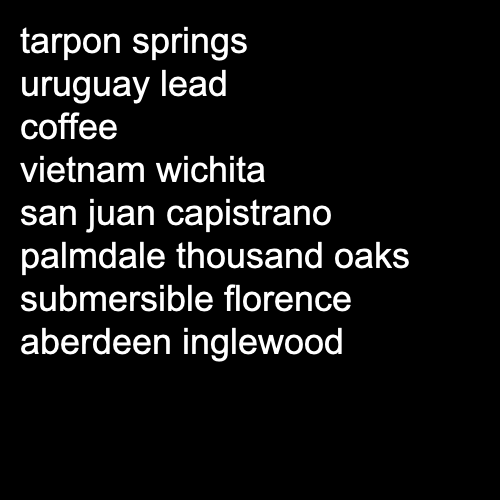 tarpon springs
uruguay lead
coffee
vietnam wichita
san juan capistrano
palmdale thousand oaks
submersible florence
aberdeen inglewood